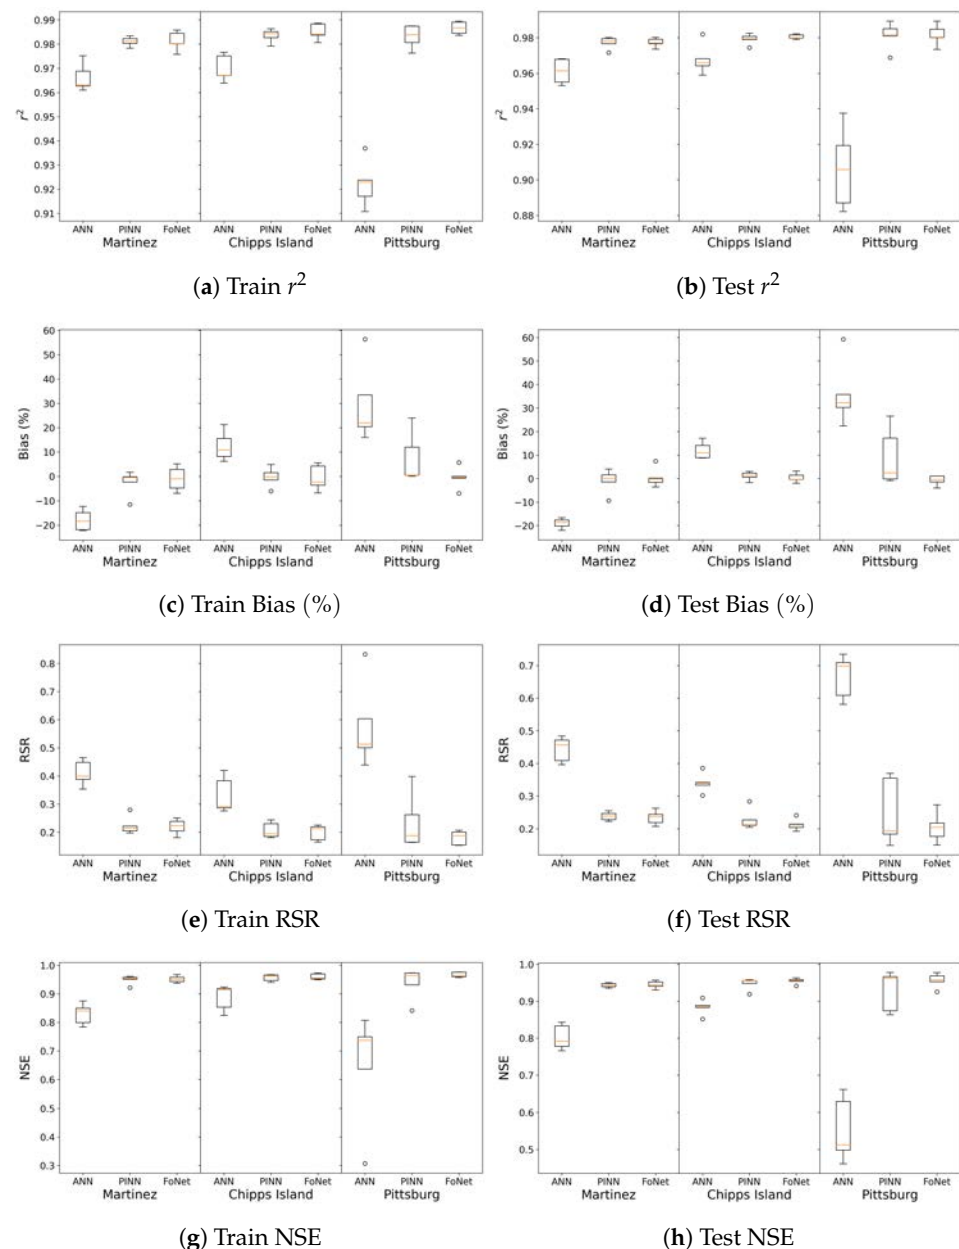 0.99
0.98
0.97
0.96
0.95
0.94
0.93
0.92
0.91
r²
ANN PINN FoNet ANN PINN FoNet ANN PINN FoNet
Martinez Chipps Island Pittsburg
(a) Train r²
0.98
0.96
0.94
0.92
0.90
0.88
r²
ANN PINN FoNet ANN PINN FoNet ANN PINN FoNet
Martinez Chipps Island Pittsburg
(b) Test r²
60
50
40
30
20
10
0
−10
−20
Bias (%)
ANN PINN FoNet ANN PINN FoNet ANN PINN FoNet
Martinez Chipps Island Pittsburg
(c) Train Bias (%)
60
50
40
30
20
10
0
−10
−20
Bias (%)
ANN PINN FoNet ANN PINN FoNet ANN PINN FoNet
Martinez Chipps Island Pittsburg
(d) Test Bias (%)
0.8
0.7
0.6
0.5
0.4
0.3
0.2
RSR
ANN PINN FoNet ANN PINN FoNet ANN PINN FoNet
Martinez Chipps Island Pittsburg
(e) Train RSR
0.7
0.6
0.5
0.4
0.3
0.2
RSR
ANN PINN FoNet ANN PINN FoNet ANN PINN FoNet
Martinez Chipps Island Pittsburg
(f) Test RSR
1.0
0.9
0.8
0.7
0.6
0.5
0.4
0.3
NSE
ANN PINN FoNet ANN PINN FoNet ANN PINN FoNet
Martinez Chipps Island Pittsburg
(g) Train NSE
1.0
0.9
0.8
0.7
0.6
0.5
NSE
ANN PINN FoNet ANN PINN FoNet ANN PINN FoNet
Martinez Chipps Island Pittsburg
(h) Test NSE